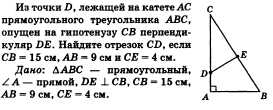 Из точки D, лежащей на катете AC
прямоугольного треугольника ABC,
опущен на гипотенузу CB перпенди-
куляр DE. Найдите отрезок CD, если
CB = 15 см, AB = 9 см и CE = 4 см.
Дано: △ABC — прямоугольный,
∠A — прямой, DE ⊥ CB, CB = 15 см,
AB = 9 см, CE = 4 см.
C
E
D
A
B